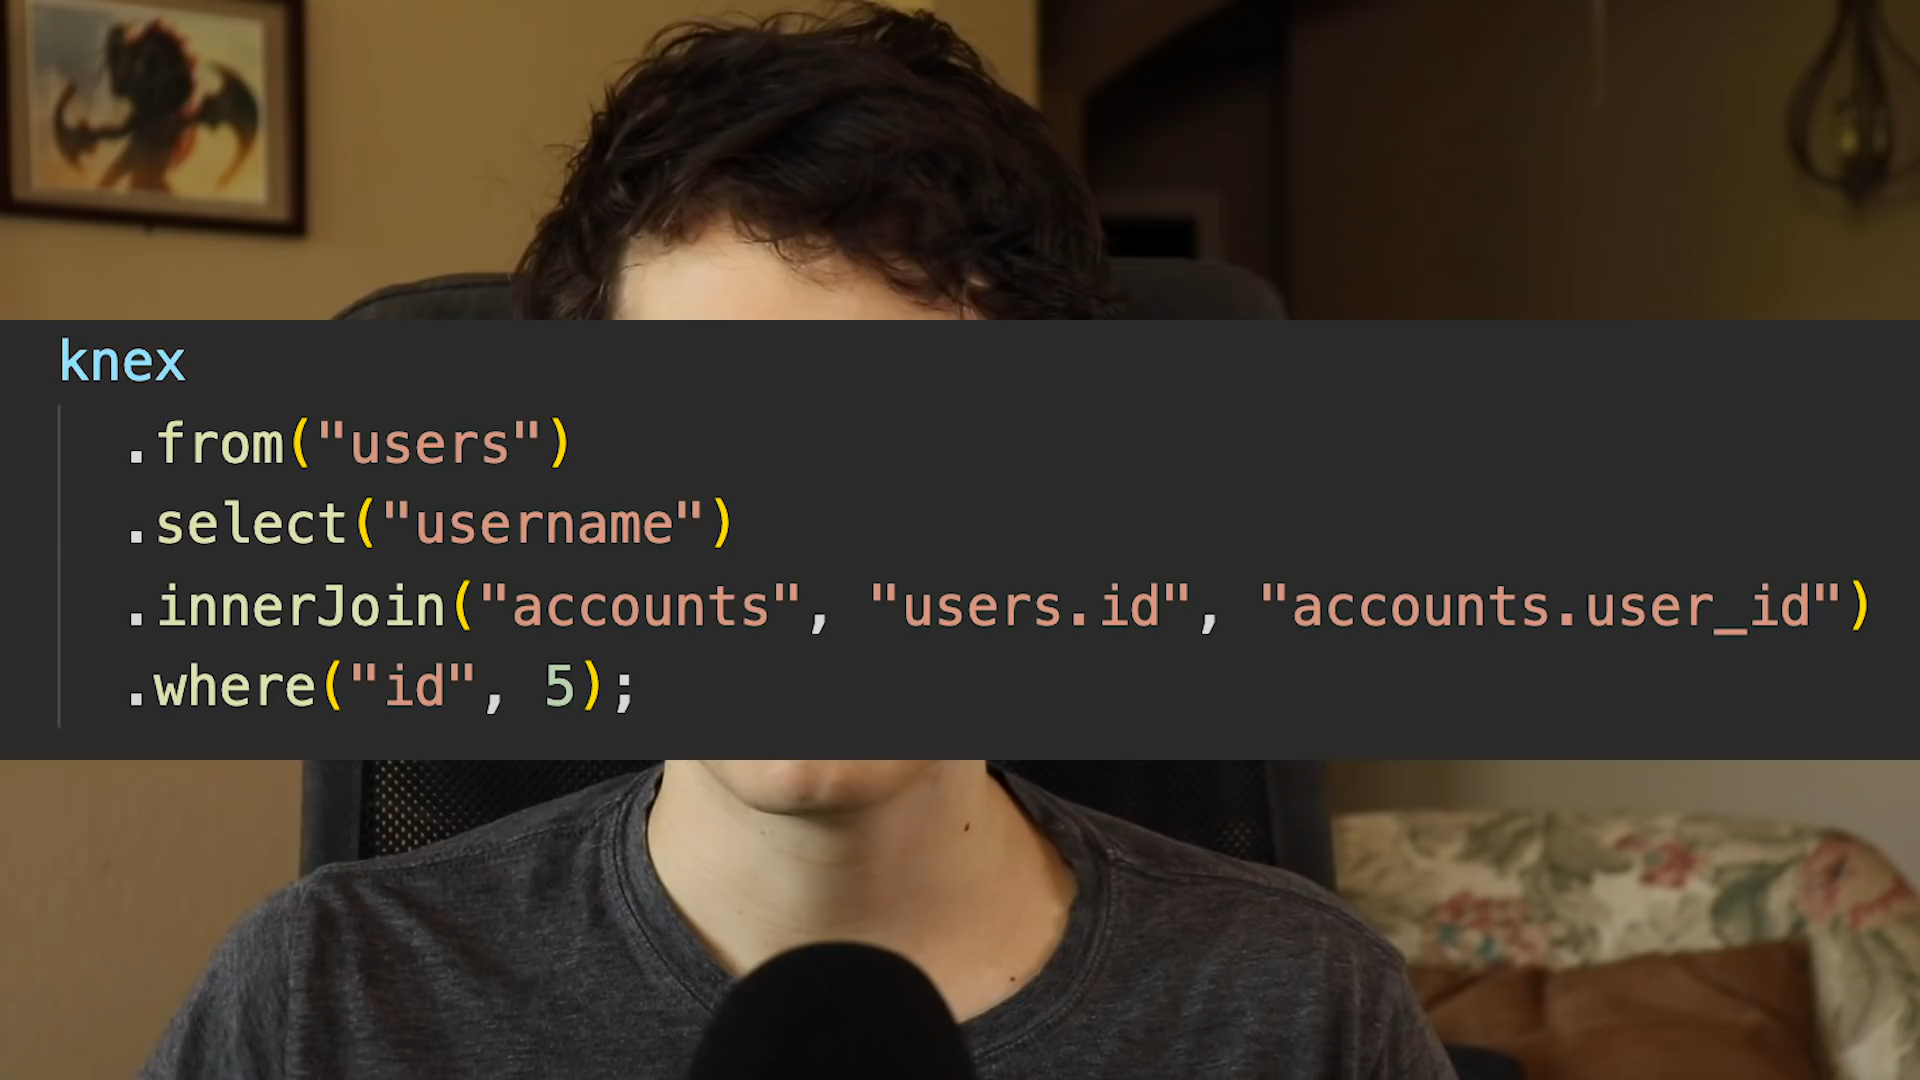 knex
.from("users")
.select("username")
.innerJoin("accounts", "users.id", "accounts.user_id")
.where("id", 5);